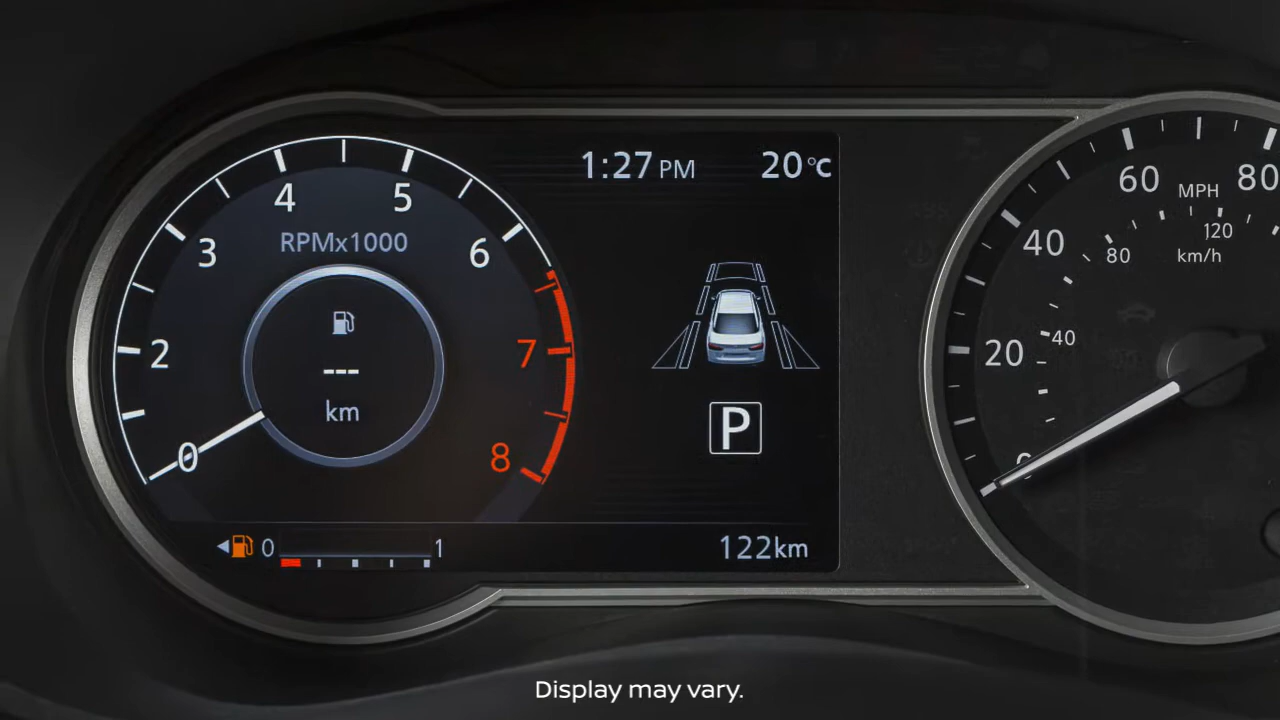 1:27 PM 20°C
4 5
RPMx1000
3 6
2 7
---
km
0 8
P
0 1
122km
60 MPH 80
40 80 120
km/h
20 40
0
Display may vary.